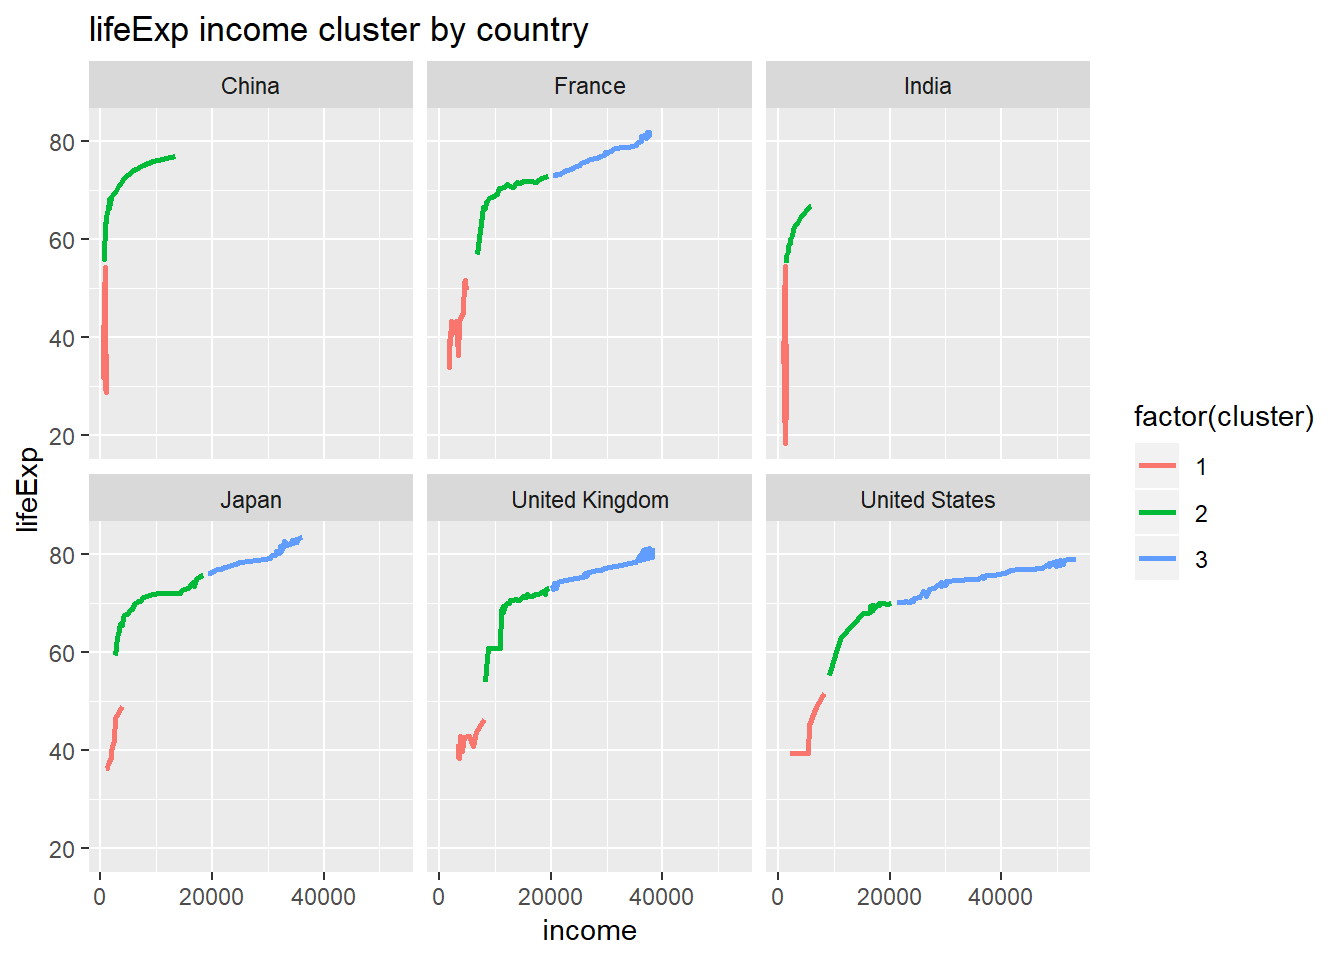 lifeExp income cluster by country
China
France
India
80
60
40
20
Japan
United Kingdom
United States
80
60
40
20
lifeExp
0
20000
40000
0
20000
40000
0
20000
40000
income
factor(cluster)
1
2
3